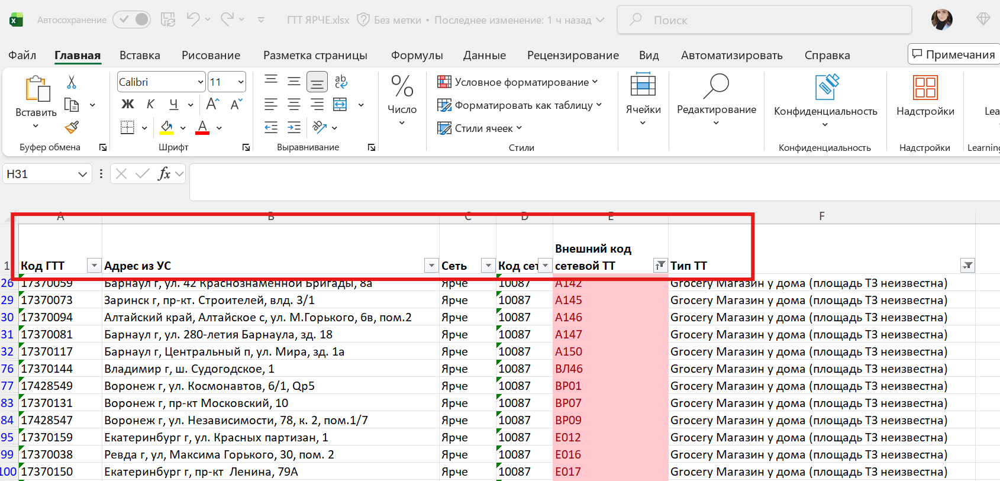 Автосохранение ГТТ ЯРЧЕ.xlsx Без метки • Последнее изменение: 1 ч назад Поиск
Файл Главная Вставка Рисование Разметка страницы Формулы Данные Рецензирование Вид Автоматизировать Справка Примечания
Вставить
Calibri 11
Ж К Ч
Число
Условное форматирование
Форматировать как таблицу
Стили ячеек
Ячейки
Редактирование
Конфиденциальность
Надстройки
Lea
Буфер обмена Шрифт Выравнивание Стили Конфиденциальность Надстройки Learning
H31 fx
A B C D E F
1 Код ГТТ Адрес из УС Сеть Код сет Внешний код
сетевой ТТ Тип ТТ
26 17370059 Барнаул г, ул. 42 Краснознаменной Бригады, 8а Ярче 10087 А142 Grocery Магазин у дома (площадь ТЗ неизвестна)
29 17370073 Заринск г, пр-кт. Строителей, влд. 3/1 Ярче 10087 А145 Grocery Магазин у дома (площадь ТЗ неизвестна)
30 17370094 Алтайский край, Алтайское с, ул. М.Горького, 6в, пом.2 Ярче 10087 А146 Grocery Магазин у дома (площадь ТЗ неизвестна)
31 17370081 Барнаул г, ул. 280-летия Барнаула, зд. 18 Ярче 10087 А147 Grocery Магазин у дома (площадь ТЗ неизвестна)
32 17370117 Барнаул г, Центральный п, ул. Мира, зд. 1а Ярче 10087 А150 Grocery Магазин у дома (площадь ТЗ неизвестна)
76 17370144 Владимир г, ш. Судогодское, 1 Ярче 10087 ВЛ46 Grocery Магазин у дома (площадь ТЗ неизвестна)
77 17428549 Воронеж г, ул. Космонавтов, 6/1, Qp5 Ярче 10087 ВР01 Grocery Магазин у дома (площадь ТЗ неизвестна)
83 17370131 Воронеж г, пр-кт Московский, 10 Ярче 10087 ВР07 Grocery Магазин у дома (площадь ТЗ неизвестна)
84 17428547 Воронеж г, ул. Независимости, 78, к. 2, пом.1/7 Ярче 10087 ВР09 Grocery Магазин у дома (площадь ТЗ неизвестна)
95 17370159 Екатеринбург г, ул. Красных партизан, 1 Ярче 10087 Е012 Grocery Магазин у дома (площадь ТЗ неизвестна)
99 17370038 Ревда г, ул, Максима Горького, 30, пом. 2 Ярче 10087 Е016 Grocery Магазин у дома (площадь ТЗ неизвестна)
100 17370150 Екатеринбург г, пр-кт Ленина, 79А Ярче 10087 Е017 Grocery Магазин у дома (площадь ТЗ неизвестна)